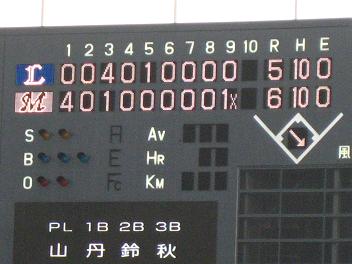 1 2 3 4 5 6 7 8 9 10 R H E
L 0 0 4 0 1 0 0 0 0 5 10 0
M 4 0 1 0 0 0 0 0 1x 6 10 0
S A AV
B E HR
O Fc KM
風
PL 1B 2B 3B
山 丹 鈴 秋